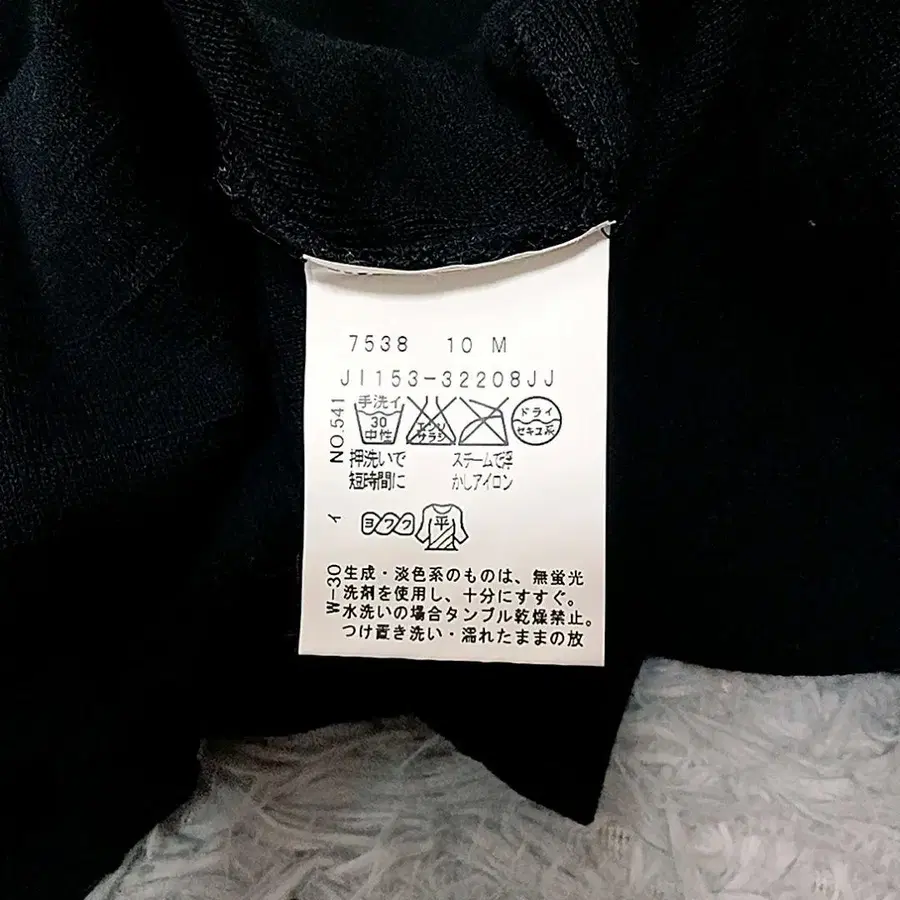 7538 10 M
JI153-32208JJ
NO.541
手洗イ
30
中性
エンソ
サラシ
ドライ
セキユ系
押洗いで
短時間に
スチームで浮
かしアイロン
イ
ヨワク
平
W-30
生成・淡色系のものは、無蛍光
洗剤を使用し、十分にすすぐ。
水洗いの場合タンブル乾燥禁止。
つけ置き洗い・濡れたままの放